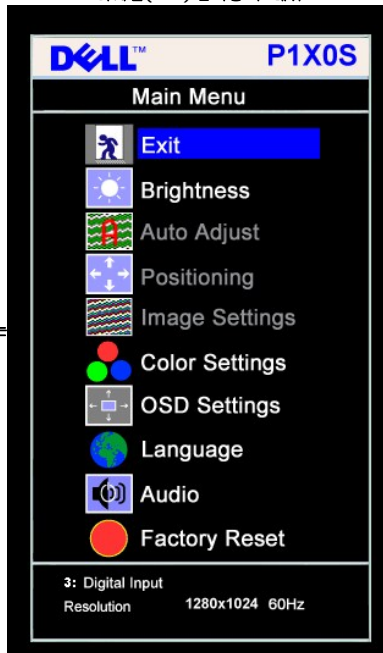 DELL™ P1X0S
Main Menu
Exit
Brightness
Auto Adjust
Positioning
Image Settings
Color Settings
OSD Settings
Language
Audio
Factory Reset
3: Digital Input
Resolution 1280x1024 60Hz